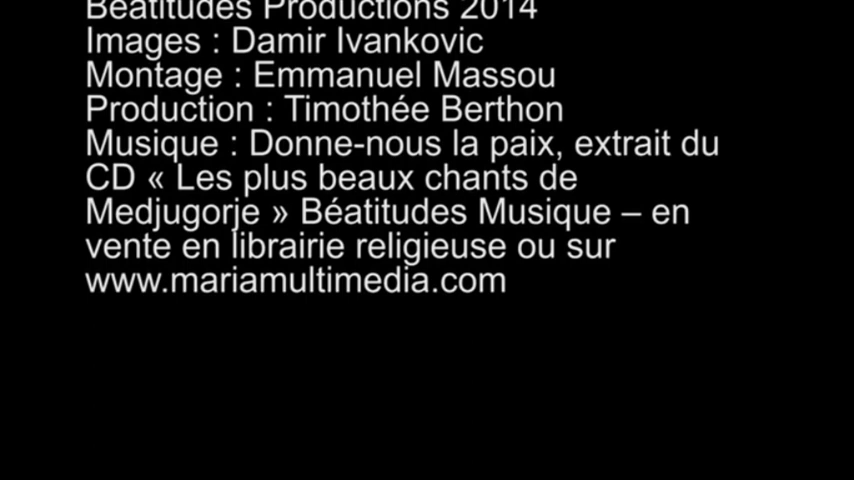 Béatitudes Productions 2014
Images : Damir Ivankovic
Montage : Emmanuel Massou
Production : Timothée Berthon
Musique : Donne-nous la paix, extrait du
CD « Les plus beaux chants de
Medjugorje » Béatitudes Musique – en
vente en librairie religieuse ou sur
www.mariamultimedia.com